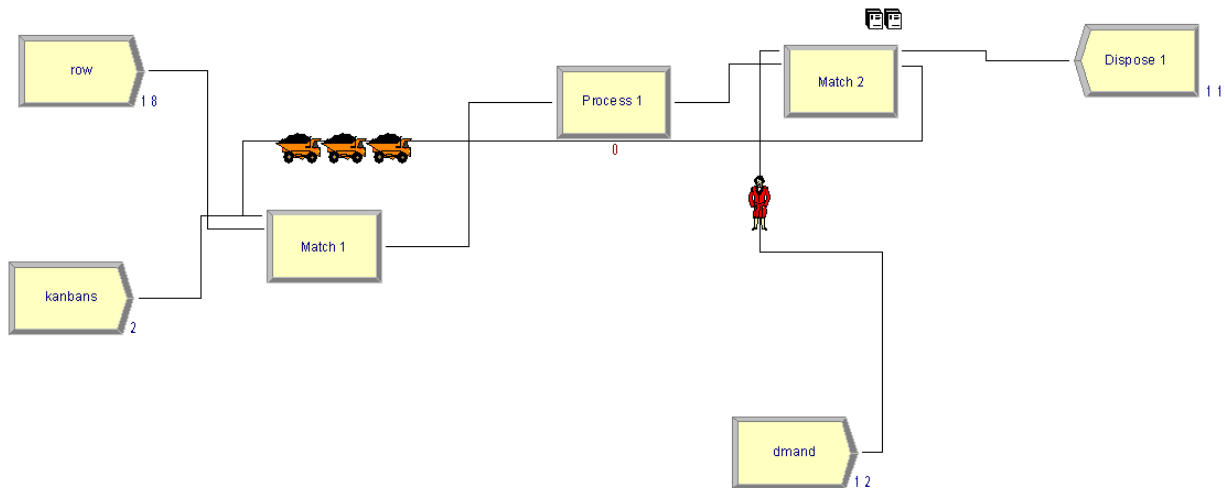 row
18
Process 1
0
Match 2
Dispose 1
11
Match 1
kanbans
2
dmand
12